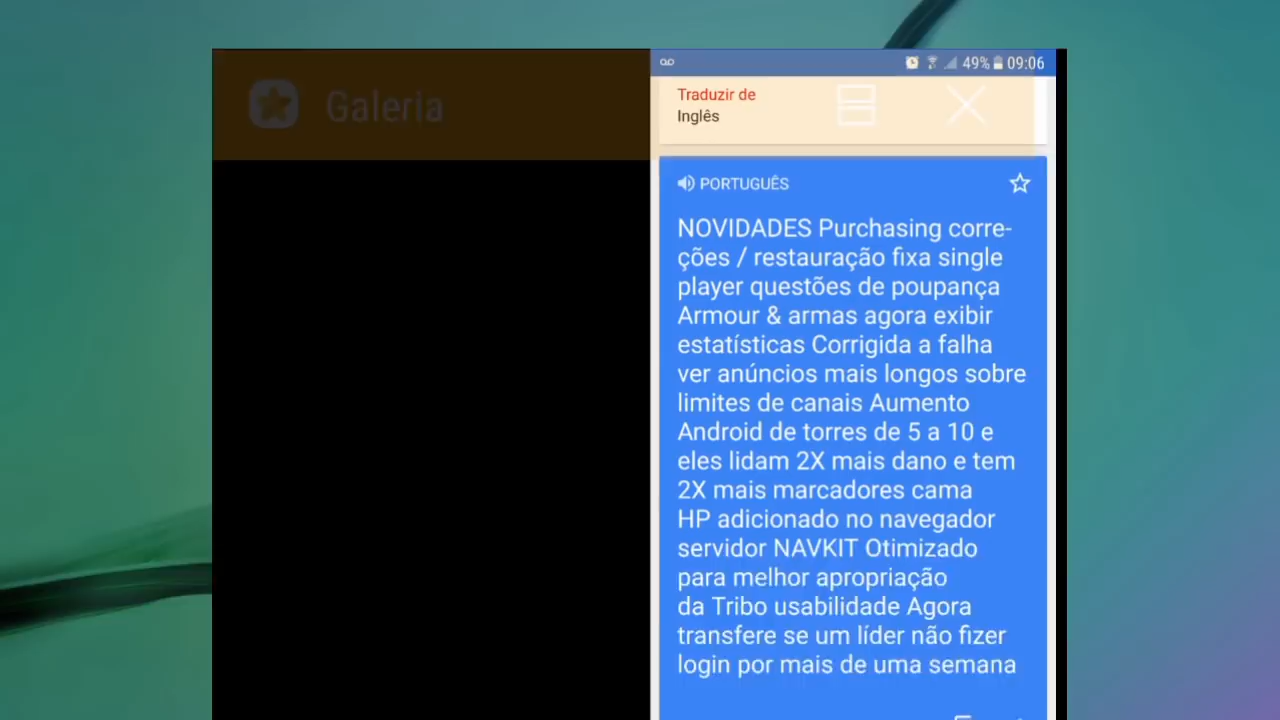 Galeria
49% 09:06
Traduzir de
Inglês
PORTUGUÊS
NOVIDADES Purchasing corre-
ções / restauração fixa single
player questões de poupança
Armour & armas agora exibir
estatísticas Corrigida a falha
ver anúncios mais longos sobre
limites de canais Aumento
Android de torres de 5 a 10 e
eles lidam 2X mais dano e tem
2X mais marcadores cama
HP adicionado no navegador
servidor NAVKIT Otimizado
para melhor apropriação
da Tribo usabilidade Agora
transfere se um líder não fizer
login por mais de uma semana